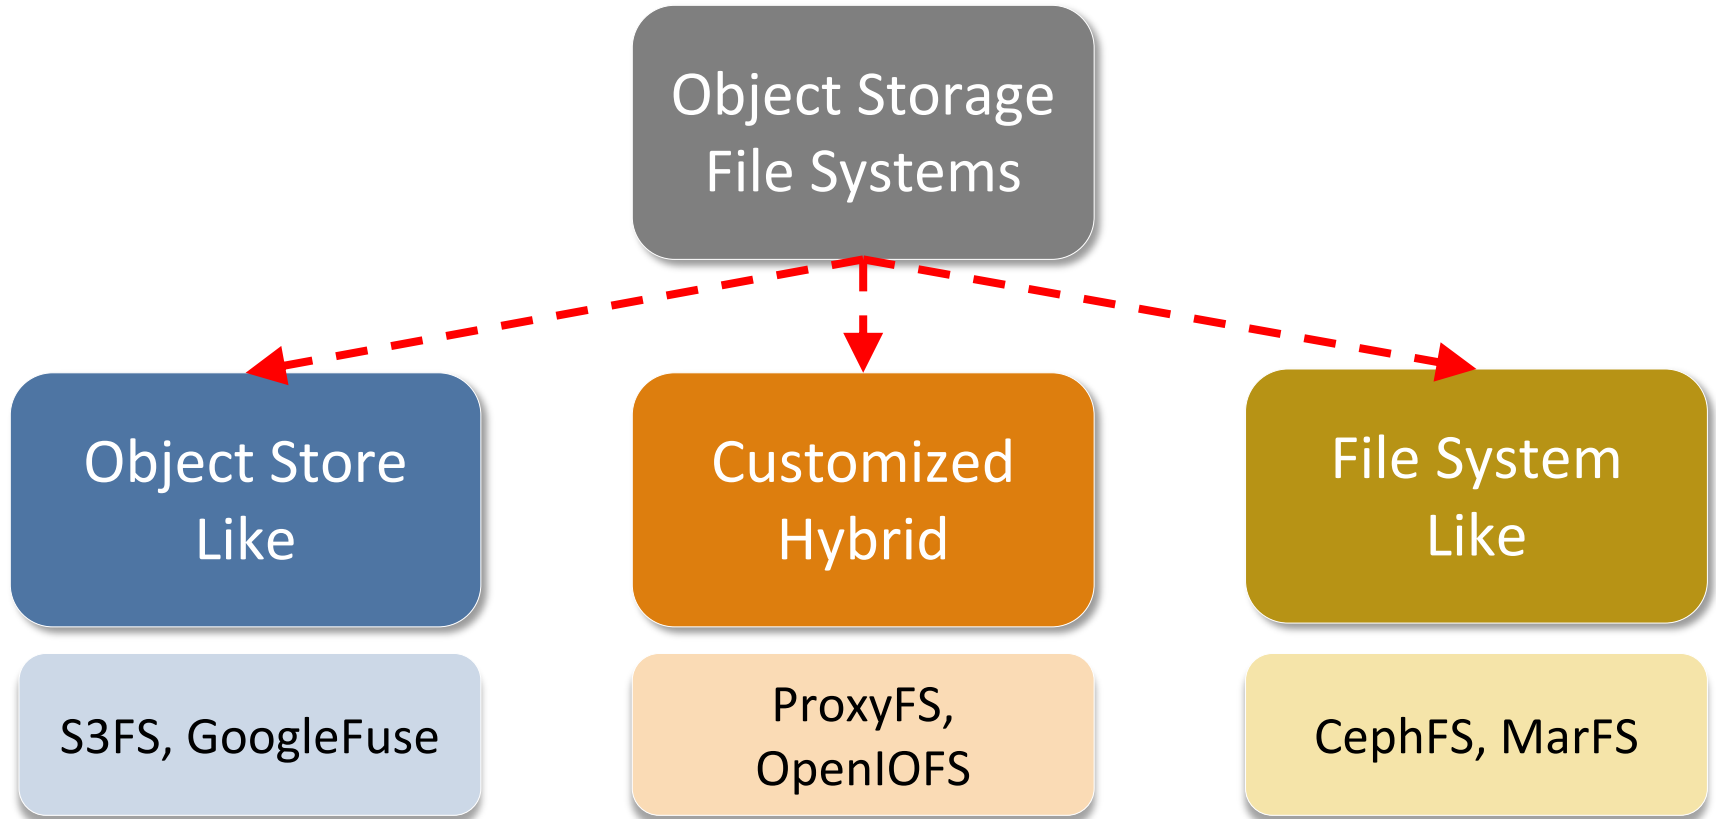 Object Storage
File Systems
Object Store
Like
Customized
Hybrid
File System
Like
S3FS, GoogleFuse
ProxyFS,
OpenIOFS
CephFS, MarFS